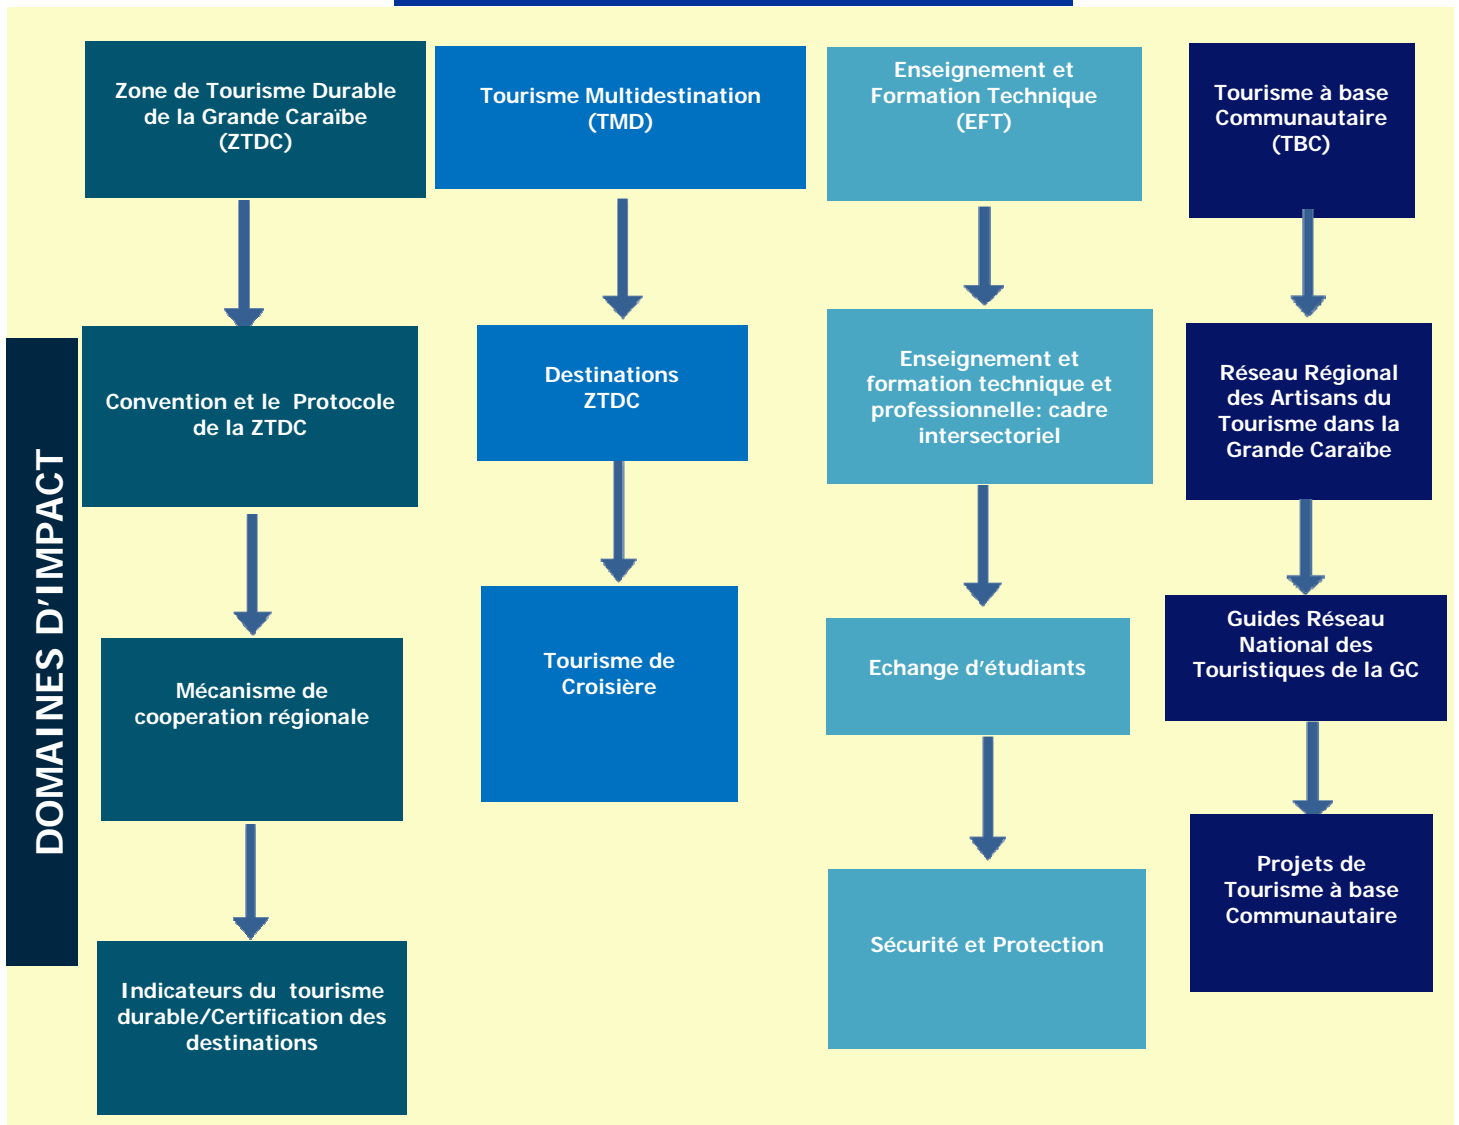 Zone de Tourisme Durable
de la Grande Caraïbe
(ZTDC)
Tourisme Multidestination
(TMD)
Enseignement et
Formation Technique
(EFT)
Tourisme à base
Communautaire
(TBC)
DOMAINES D’IMPACT
Convention et le Protocole
de la ZTDC
Destinations
ZTDC
Enseignement et
formation technique et
professionnelle: cadre
intersectoriel
Réseau Régional
des Artisans du
Tourisme dans la
Grande Caraïbe
Mécanisme de
cooperation régionale
Tourisme de
Croisière
Echange d’étudiants
Guides Réseau
National des
Touristiques de la GC
Indicateurs du tourisme
durable/Certification des
destinations
Sécurité et Protection
Projets de
Tourisme à base
Communautaire